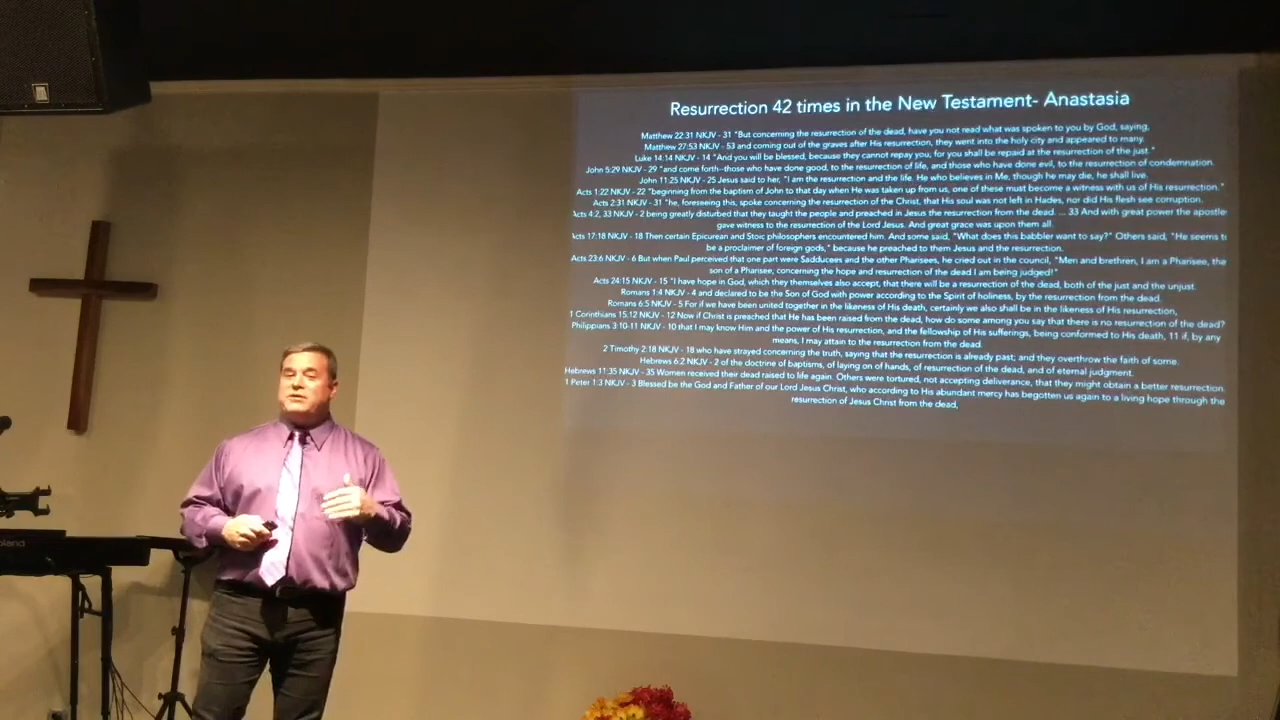 Resurrection 42 times in the New Testament- Anastasia
Matthew 22:31 NKJV - 31 "But concerning the resurrection of the dead, have you not read what was spoken to you by God, saying,
Matthew 27:53 NKJV - 53 and coming out of the graves after His resurrection, they went into the holy city and appeared to many.
Luke 14:14 NKJV - 14 "And you will be blessed, because they cannot repay you; for you shall be repaid at the resurrection of the just."
John 5:29 NKJV - 29 "and come forth--those who have done good, to the resurrection of life, and those who have done evil, to the resurrection of condemnation.
John 11:25 NKJV - 25 Jesus said to her, "I am the resurrection and the life. He who believes in Me, though he may die, he shall live.
Acts 1:22 NKJV - 22 "beginning from the baptism of John to that day when He was taken up from us, one of these must become a witness with us of His resurrection."
Acts 2:31 NKJV - 31 "he, foreseeing this, spoke concerning the resurrection of the Christ, that His soul was not left in Hades, nor did His flesh see corruption.
Acts 4:2, 33 NKJV - 2 being greatly disturbed that they taught the people and preached in Jesus the resurrection from the dead. ... 33 And with great power the apostle
gave witness to the resurrection of the Lord Jesus. And great grace was upon them all.
Acts 17:18 NKJV - 18 Then certain Epicurean and Stoic philosophers encountered him. And some said, "What does this babbler want to say?" Others said, "He seems t
be a proclaimer of foreign gods," because he preached to them Jesus and the resurrection.
Acts 23:6 NKJV - 6 But when Paul perceived that one part were Sadducees and the other Pharisees, he cried out in the council, "Men and brethren, I am a Pharisee, the
son of a Pharisee; concerning the hope and resurrection of the dead I am being judged!"
Acts 24:15 NKJV - 15 "I have hope in God, which they themselves also accept, that there will be a resurrection of the dead, both of the just and the unjust.
Romans 1:4 NKJV - 4 and declared to be the Son of God with power according to the Spirit of holiness, by the resurrection from the dead.
Romans 6:5 NKJV - 5 For if we have been united together in the likeness of His death, certainly we also shall be in the likeness of His resurrection,
1 Corinthians 15:12 NKJV - 12 Now if Christ is preached that He has been raised from the dead, how do some among you say that there is no resurrection of the dead?
Philippians 3:10-11 NKJV - 10 that I may know Him and the power of His resurrection, and the fellowship of His sufferings, being conformed to His death, 11 if, by any
means, I may attain to the resurrection from the dead.
2 Timothy 2:18 NKJV - 18 who have strayed concerning the truth, saying that the resurrection is already past; and they overthrow the faith of some.
Hebrews 6:2 NKJV - 2 of the doctrine of baptisms, of laying on of hands, of resurrection of the dead, and of eternal judgment.
Hebrews 11:35 NKJV - 35 Women received their dead raised to life again. Others were tortured, not accepting deliverance, that they might obtain a better resurrection.
1 Peter 1:3 NKJV - 3 Blessed be the God and Father of our Lord Jesus Christ, who according to His abundant mercy has begotten us again to a living hope through the
resurrection of Jesus Christ from the dead,
oland